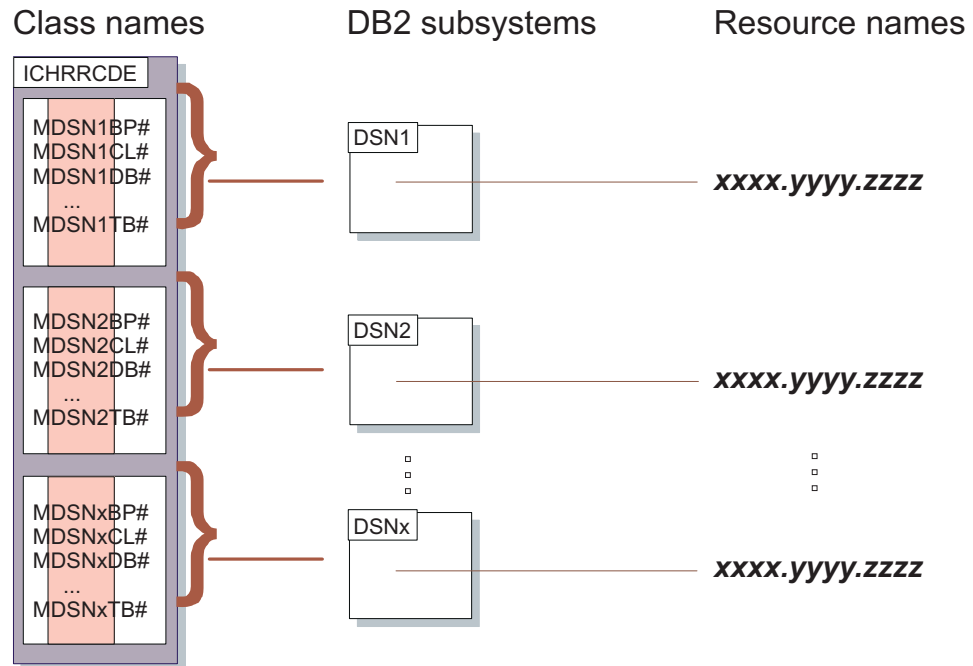 Class names
DB2 subsystems
Resource names
ICHRRCDE
MDSN1BP#
MDSN1CL#
MDSN1DB#
...
MDSN1TB#
DSN1
xxxx.yyyy.zzzz
MDSN2BP#
MDSN2CL#
MDSN2DB#
...
MDSN2TB#
DSN2
xxxx.yyyy.zzzz
MDSNxBP#
MDSNxCL#
MDSNxDB#
...
MDSNxTB#
DSNx
xxxx.yyyy.zzzz